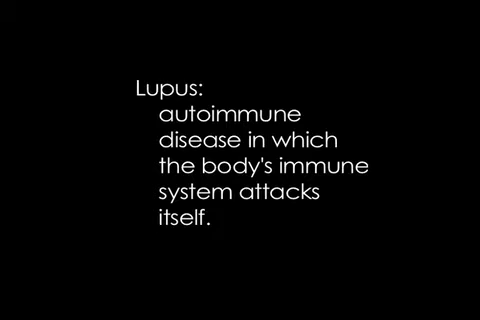 Lupus:
autoimmune
disease in which
the body's immune
system attacks
itself.